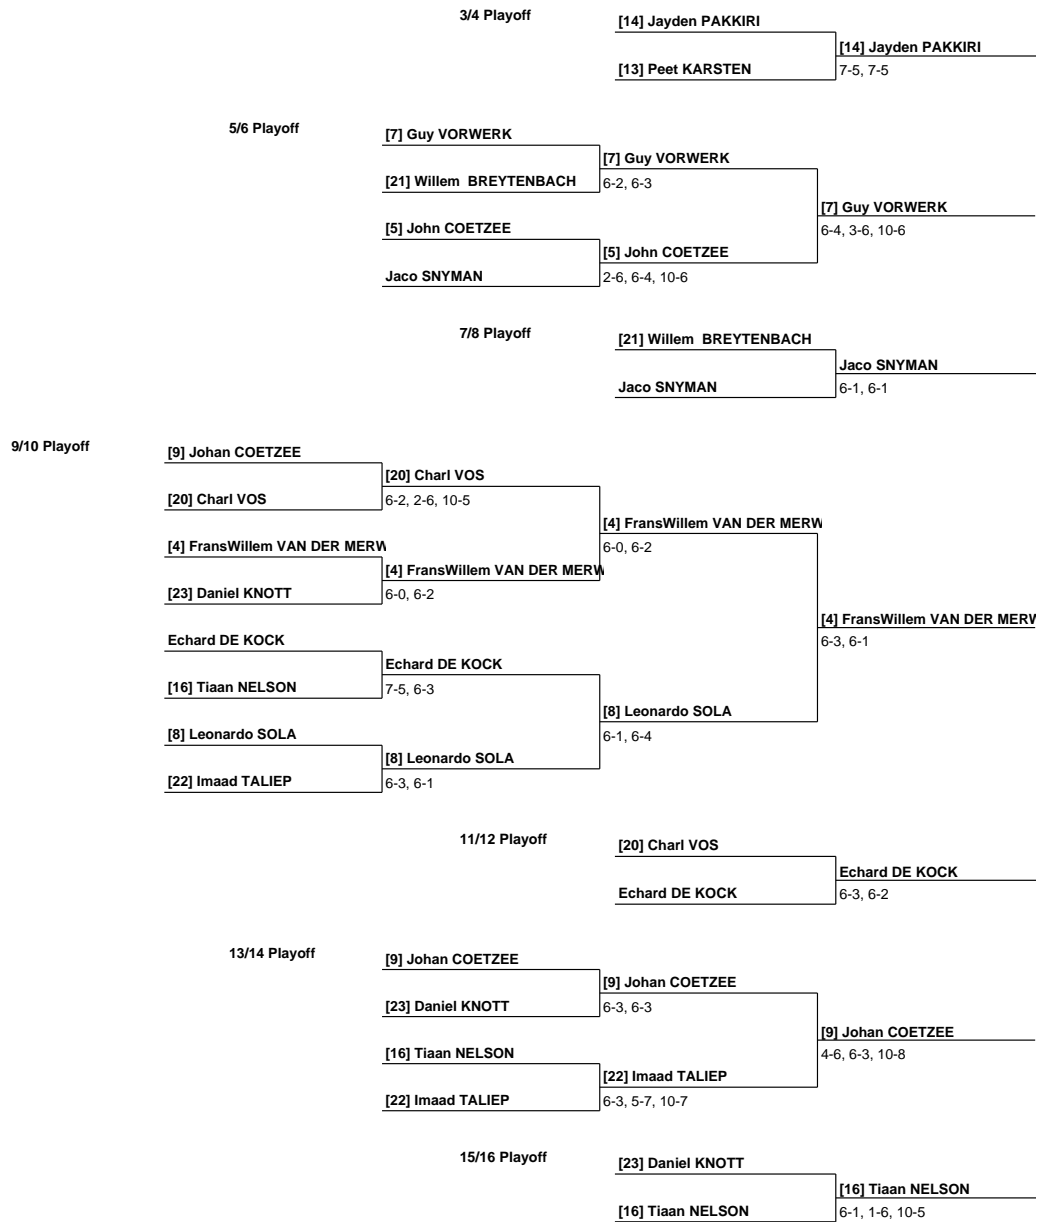 3/4 Playoff
[14] Jayden PAKKIRI
[14] Jayden PAKKIRI
[13] Peet KARSTEN
7-5, 7-5
5/6 Playoff
[7] Guy VORWERK
[7] Guy VORWERK
[21] Willem  BREYTENBACH
6-2, 6-3
[7] Guy VORWERK
[5] John COETZEE
6-4, 3-6, 10-6
[5] John COETZEE
Jaco SNYMAN
2-6, 6-4, 10-6
7/8 Playoff
[21] Willem  BREYTENBACH
Jaco SNYMAN
Jaco SNYMAN
6-1, 6-1
9/10 Playoff
[9] Johan COETZEE
[20] Charl VOS
[20] Charl VOS
6-2, 2-6, 10-5
[4] FransWillem VAN DER MERW
[4] FransWillem VAN DER MERW
6-0, 6-2
[4] FransWillem VAN DER MERW
[23] Daniel KNOTT
6-0, 6-2
[4] FransWillem VAN DER MERW
6-3, 6-1
Echard DE KOCK
Echard DE KOCK
[16] Tiaan NELSON
7-5, 6-3
[8] Leonardo SOLA
[8] Leonardo SOLA
6-1, 6-4
[8] Leonardo SOLA
[22] Imaad TALIEP
6-3, 6-1
11/12 Playoff
[20] Charl VOS
Echard DE KOCK
Echard DE KOCK
6-3, 6-2
13/14 Playoff
[9] Johan COETZEE
[9] Johan COETZEE
[23] Daniel KNOTT
6-3, 6-3
[9] Johan COETZEE
[16] Tiaan NELSON
4-6, 6-3, 10-8
[22] Imaad TALIEP
[22] Imaad TALIEP
6-3, 5-7, 10-7
15/16 Playoff
[23] Daniel KNOTT
[16] Tiaan NELSON
[16] Tiaan NELSON
6-1, 1-6, 10-5